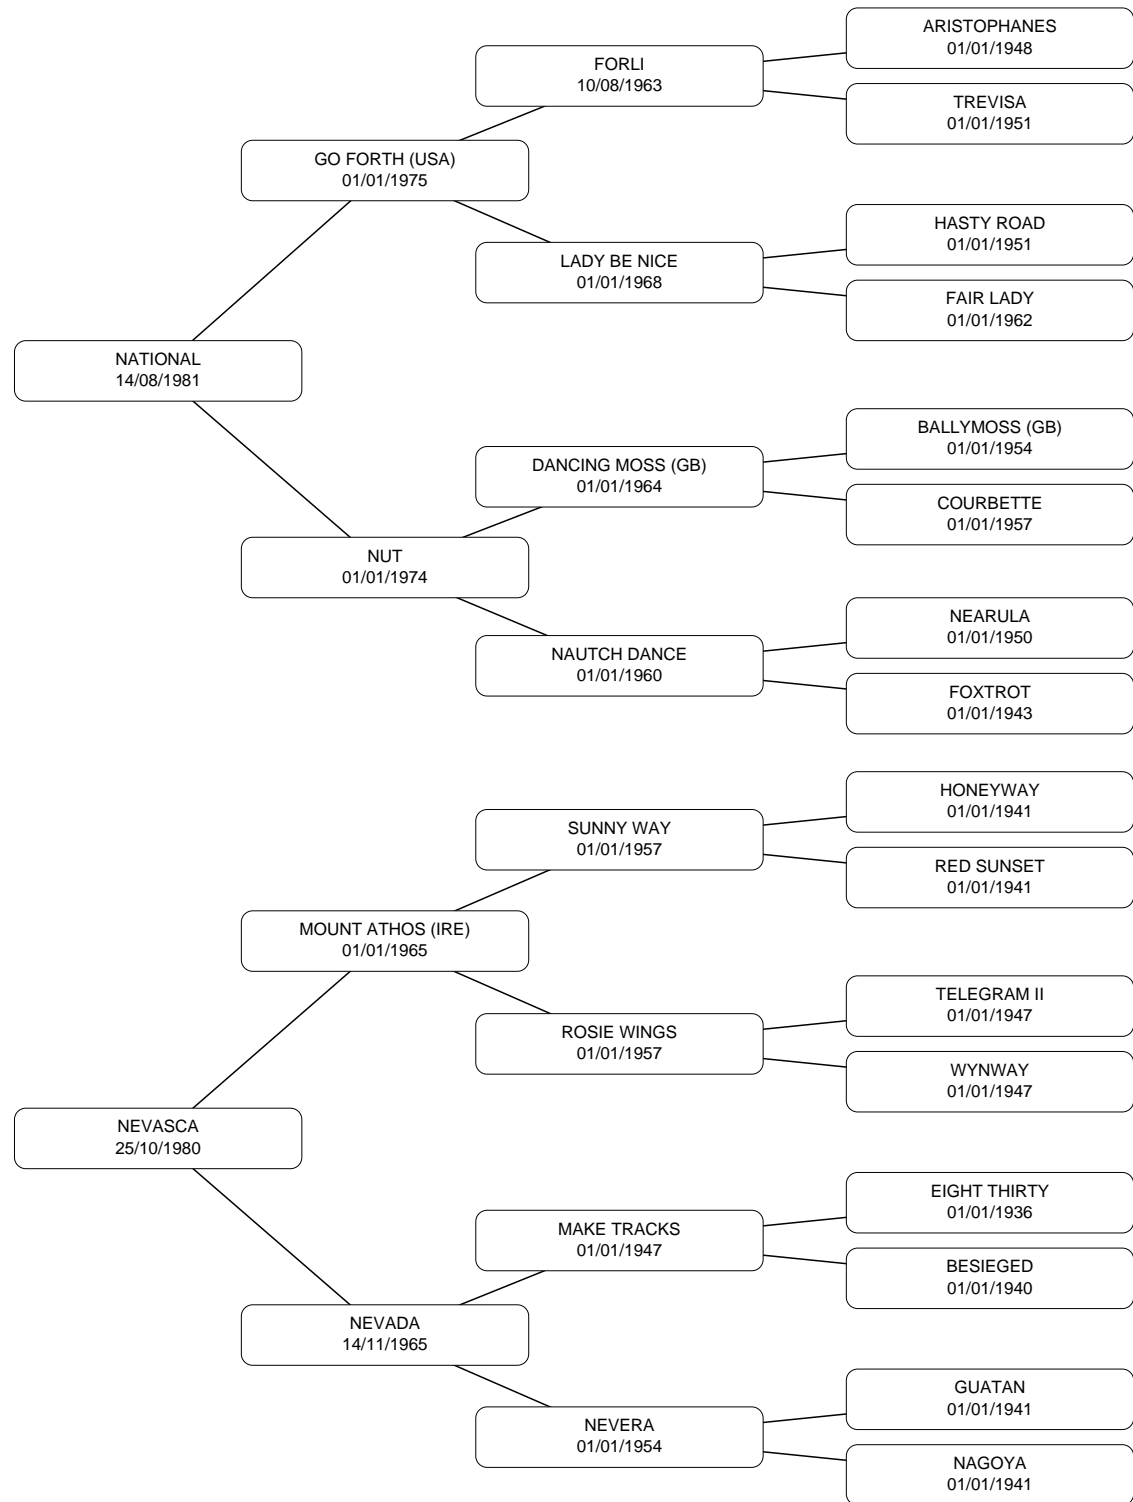 ARISTOPHANES
01/01/1948
FORLI
10/08/1963
TREVISA
01/01/1951
GO FORTH (USA)
01/01/1975
HASTY ROAD
01/01/1951
LADY BE NICE
01/01/1968
FAIR LADY
01/01/1962
NATIONAL
14/08/1981
BALLYMOSS (GB)
01/01/1954
DANCING MOSS (GB)
01/01/1964
COURBETTE
01/01/1957
NUT
01/01/1974
NEARULA
01/01/1950
NAUTCH DANCE
01/01/1960
FOXTROT
01/01/1943
HONEYWAY
01/01/1941
SUNNY WAY
01/01/1957
RED SUNSET
01/01/1941
MOUNT ATHOS (IRE)
01/01/1965
TELEGRAM II
01/01/1947
ROSIE WINGS
01/01/1957
WYNWAY
01/01/1947
NEVASCA
25/10/1980
EIGHT THIRTY
01/01/1936
MAKE TRACKS
01/01/1947
BESIEGED
01/01/1940
NEVADA
14/11/1965
GUATAN
01/01/1941
NEVERA
01/01/1954
NAGOYA
01/01/1941